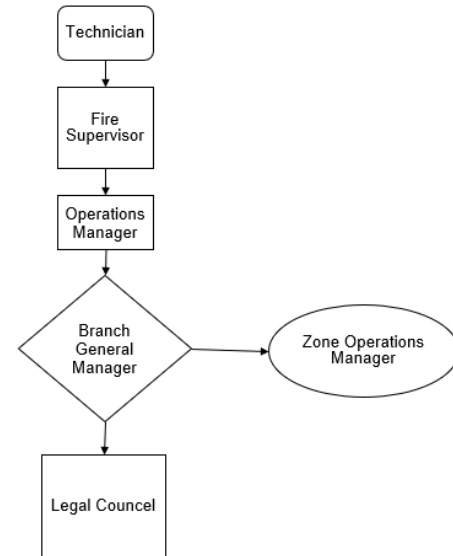 Technician
Fire
Supervisor
Operations
Manager
Branch
General
Manager
Zone Operations
Manager
Legal Councel